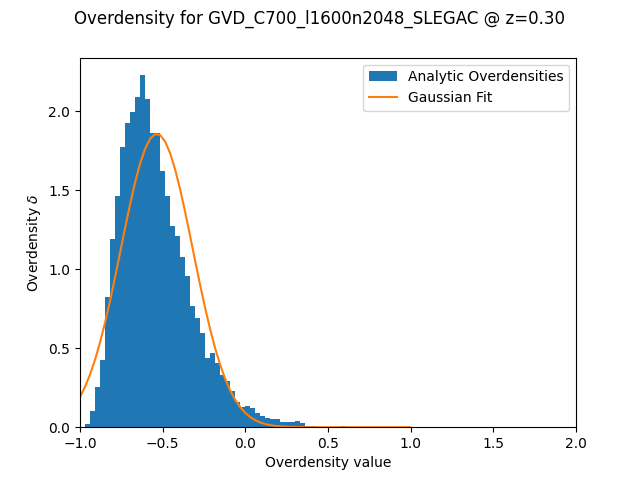 Overdensity for GVD_C700_l1600n2048_SLEGAC @ z=0.30
Analytic Overdensities
Gaussian Fit
Overdensity δ
2.0
1.5
1.0
0.5
0.0
−1.0 −0.5 0.0 0.5 1.0 1.5 2.0
Overdensity value